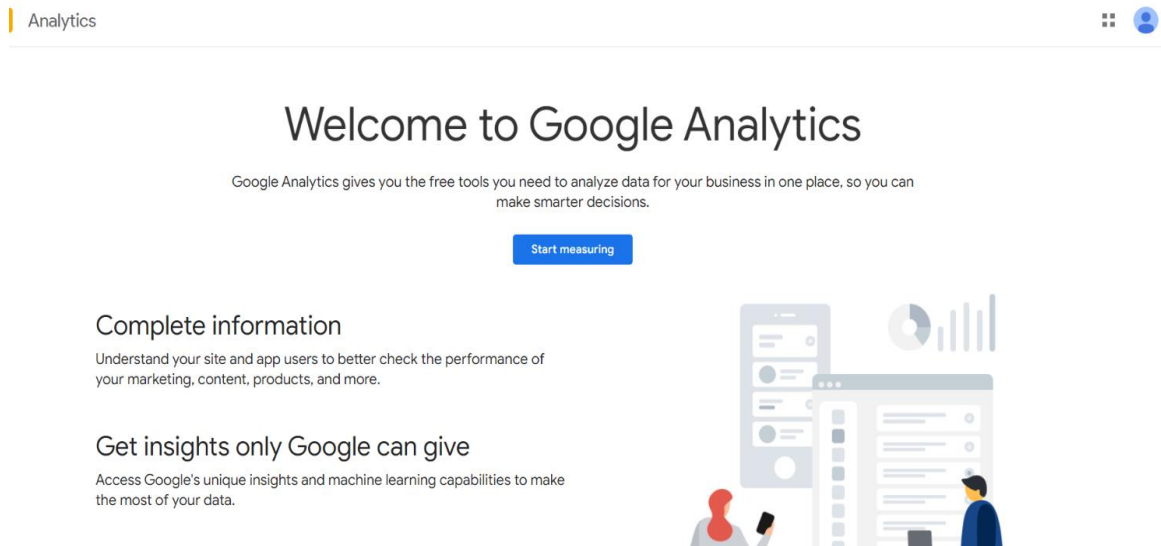 Analytics
Welcome to Google Analytics
Google Analytics gives you the free tools you need to analyze data for your business in one place, so you can
make smarter decisions.
Start measuring
Complete information
Understand your site and app users to better check the performance of
your marketing, content, products, and more.
Get insights only Google can give
Access Google's unique insights and machine learning capabilities to make
the most of your data.